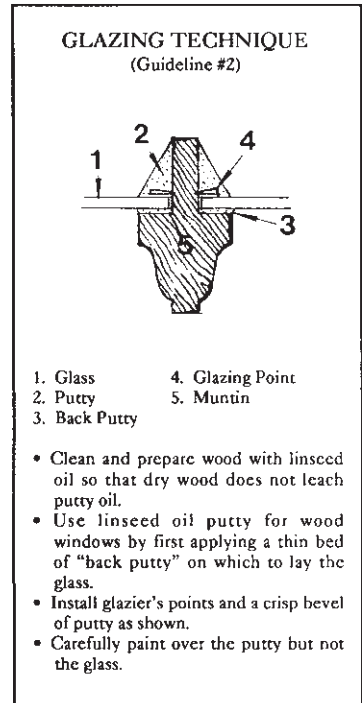 GLAZING TECHNIQUE
(Guideline #2)
1
2
4
3
5
1. Glass
2. Putty
3. Back Putty
4. Glazing Point
5. Muntin
• Clean and prepare wood with linseed
oil so that dry wood does not leach
putty oil.
• Use linseed oil putty for wood
windows by first applying a thin bed
of "back putty" on which to lay the
glass.
• Install glazier's points and a crisp bevel
of putty as shown.
• Carefully paint over the putty but not
the glass.